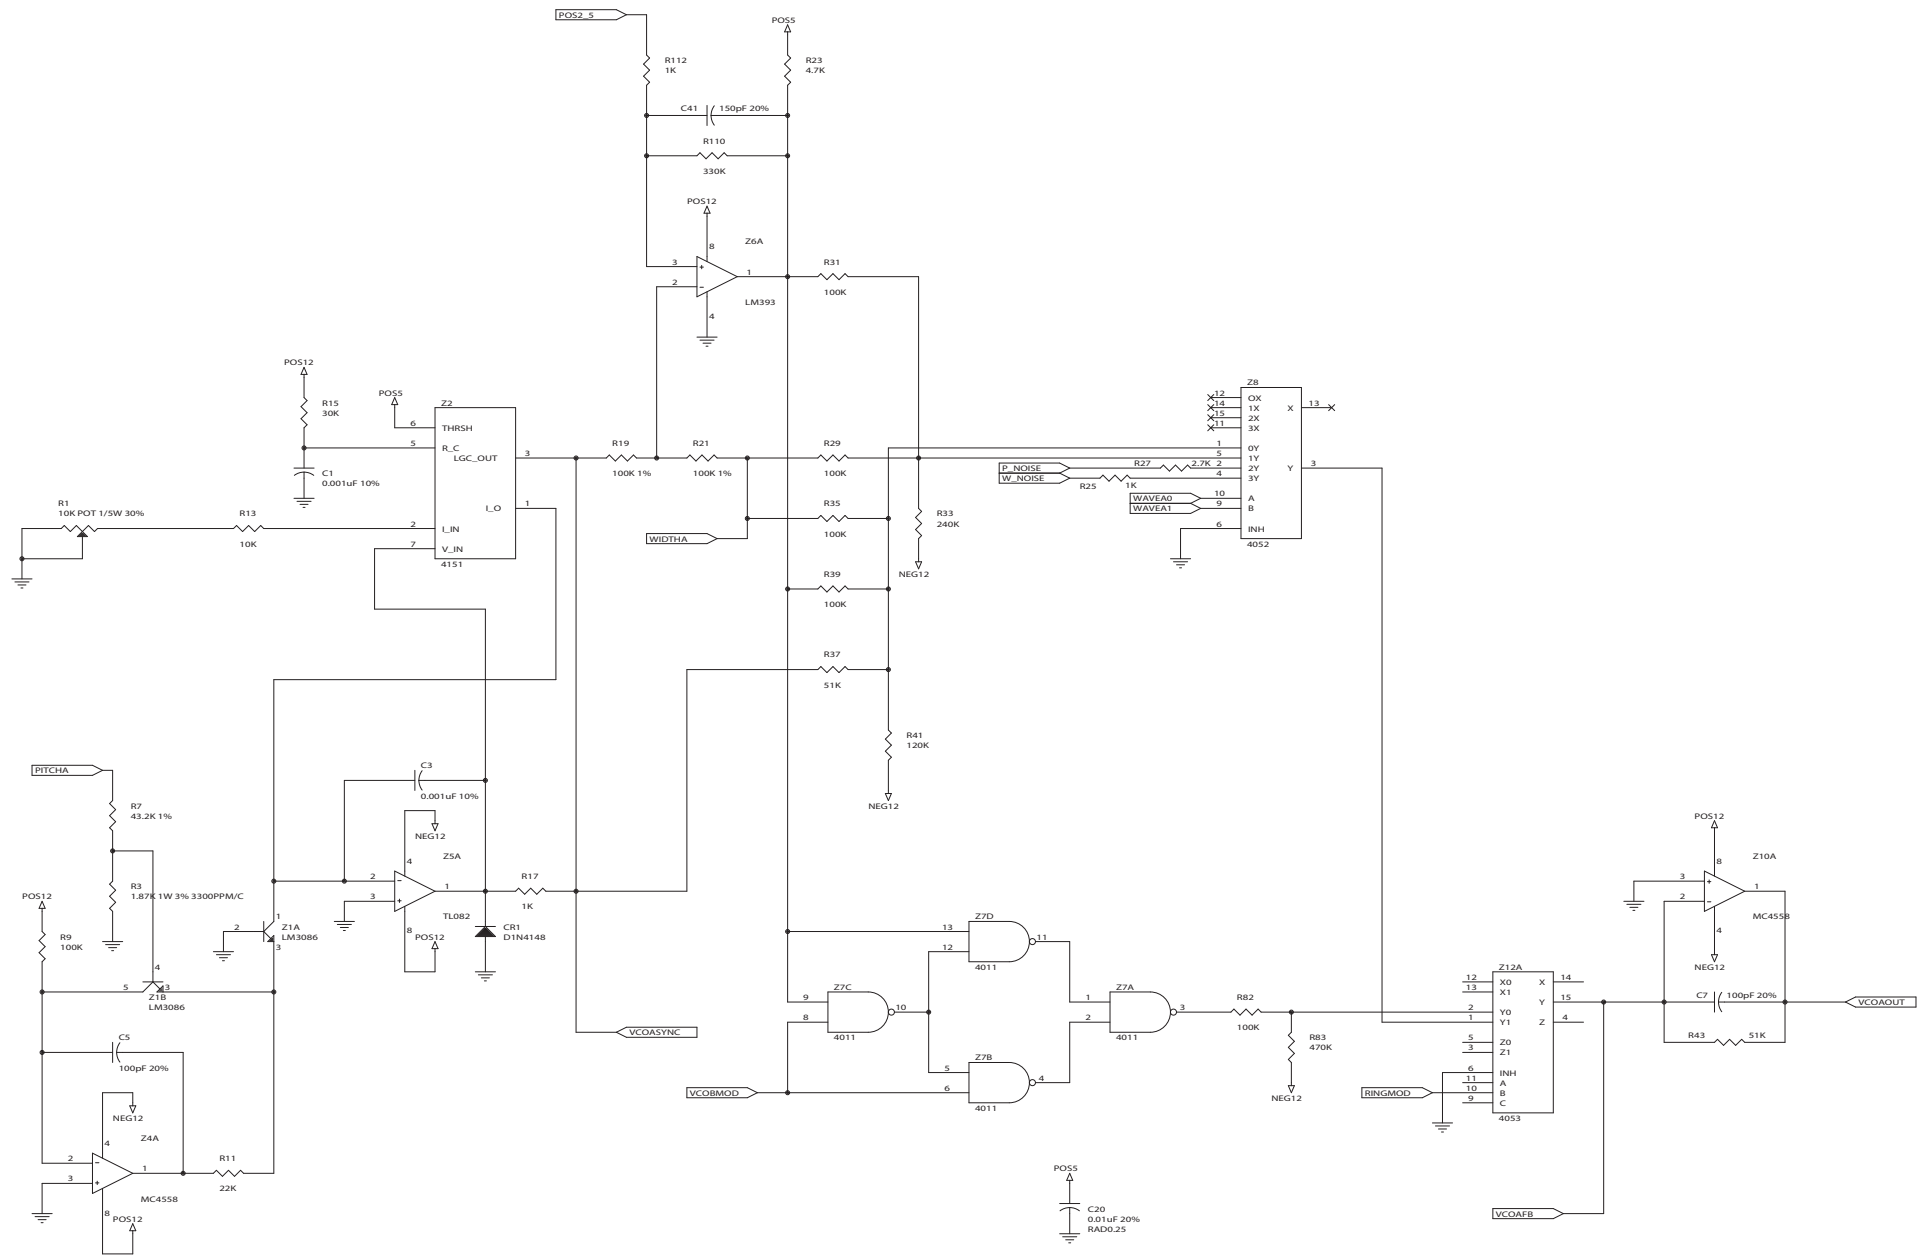 POS2_5
POS5
R112
1K
R23
4.7K
C41 150pF 20%
R110
330K
POS12
8
Z6A
3
+
1
2
−
LM393
4
R31
100K
POS12
R15
30K
POS5
Z2
6 THRSH
5 R_C
LGC_OUT 3
I_O 1
2 I_IN
7 V_IN
4151
C1
0.001uF 10%
R1
10K POT 1/5W 30%
R13
10K
R19
100K 1%
R21
100K 1%
R29
100K
R35
100K
WIDTHA
R33
240K
NEG12
R39
100K
R37
51K
R41
120K
NEG12
Z8
12 OX
14 1X
15 2X
11 3X
X 13
1 0Y
5 1Y
2 2Y
4 3Y
Y 3
10 A
9 B
6 INH
4052
P_NOISE
R27 2.7K
W_NOISE
R25 1K
WAVEA0
WAVEA1
PITCHA
R7
43.2K 1%
R3
1.87K 1W 3% 3300PPM/C
POS12
R9
100K
1
2
Z1A
LM3086
3
4
5 3
Z1B
LM3086
C5
100pF 20%
NEG12
4
Z4A
2
−
1
3
+
MC4558
8
POS12
R11
22K
C3
0.001uF 10%
NEG12
4
Z5A
2
−
1
3
+
TL082
8
POS12
R17
1K
CR1
D1N4148
VCOASYNC
VCOBMOD
Z7D
13
12
11
4011
Z7C
9
8
10
4011
Z7B
5
6
4
4011
Z7A
1
2
3
4011
R82
100K
R83
470K
NEG12
POS5
C20
0.01uF 20%
RAD0.25
RINGMOD
Z12A
12 X0
13 X1
X 14
Y 15
2 Y0
1 Y1
Z 4
5 Z0
3 Z1
6 INH
11 A
10 B
9 C
4053
VCOAFB
POS12
8
Z10A
3
+
1
2
−
MC4558
4
NEG12
C7 100pF 20%
R43 51K
VCOAOUT